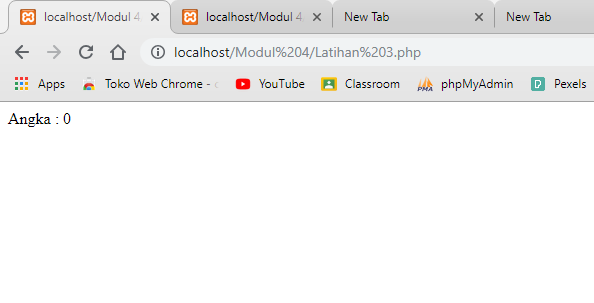 localhost/Modul 4/ localhost/Modul 4/ New Tab New Tab
localhost/Modul%204/Latihan%203.php
Apps Toko Web Chrome - YouTube Classroom PMA phpMyAdmin Pexels
Angka : 0